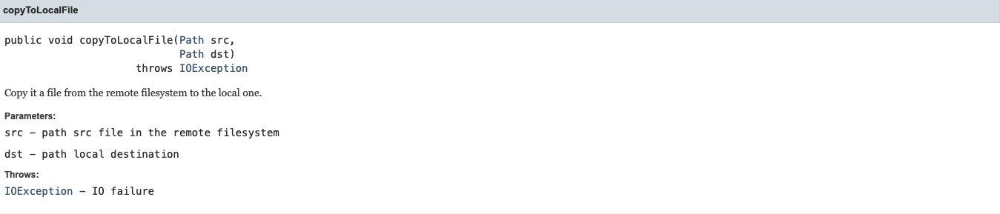 copyToLocalFile
public void copyToLocalFile(Path src,
Path dst)
throws IOException
Copy it a file from the remote filesystem to the local one.
Parameters:
src – path src file in the remote filesystem
dst – path local destination
Throws:
IOException – IO failure